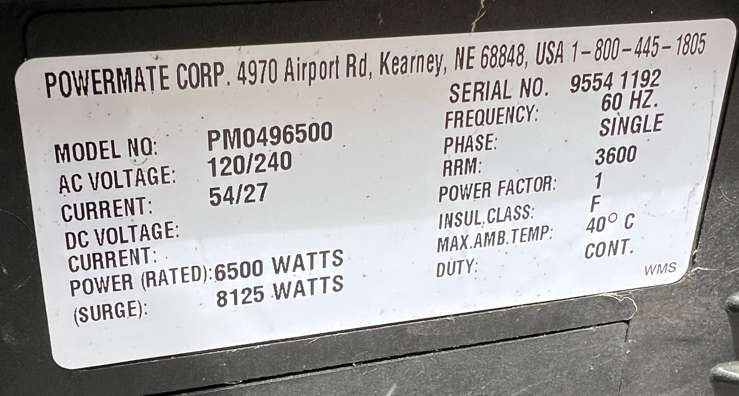 POWERMATE CORP. 4970 Airport Rd, Kearney, NE 68848, USA 1-800-445-1805
SERIAL NO. 9554 1192
MODEL NO: PM0496500 FREQUENCY: 60 HZ.
AC VOLTAGE: 120/240 PHASE: SINGLE
CURRENT: 54/27 RRM: 3600
DC VOLTAGE: POWER FACTOR: 1
CURRENT: INSUL.CLASS: F
POWER (RATED): 6500 WATTS MAX.AMB.TEMP: 40° C
(SURGE): 8125 WATTS DUTY: CONT.
WMS